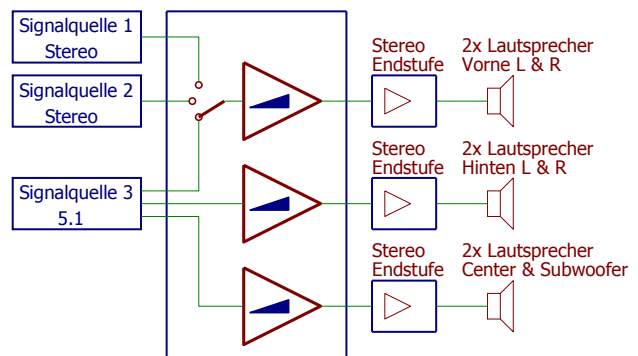 Signalquelle 1
Stereo
Signalquelle 2
Stereo
Signalquelle 3
5.1
Stereo
Endstufe
2x Lautsprecher
Vorne L & R
Stereo
Endstufe
2x Lautsprecher
Hinten L & R
Stereo
Endstufe
2x Lautsprecher
Center & Subwoofer